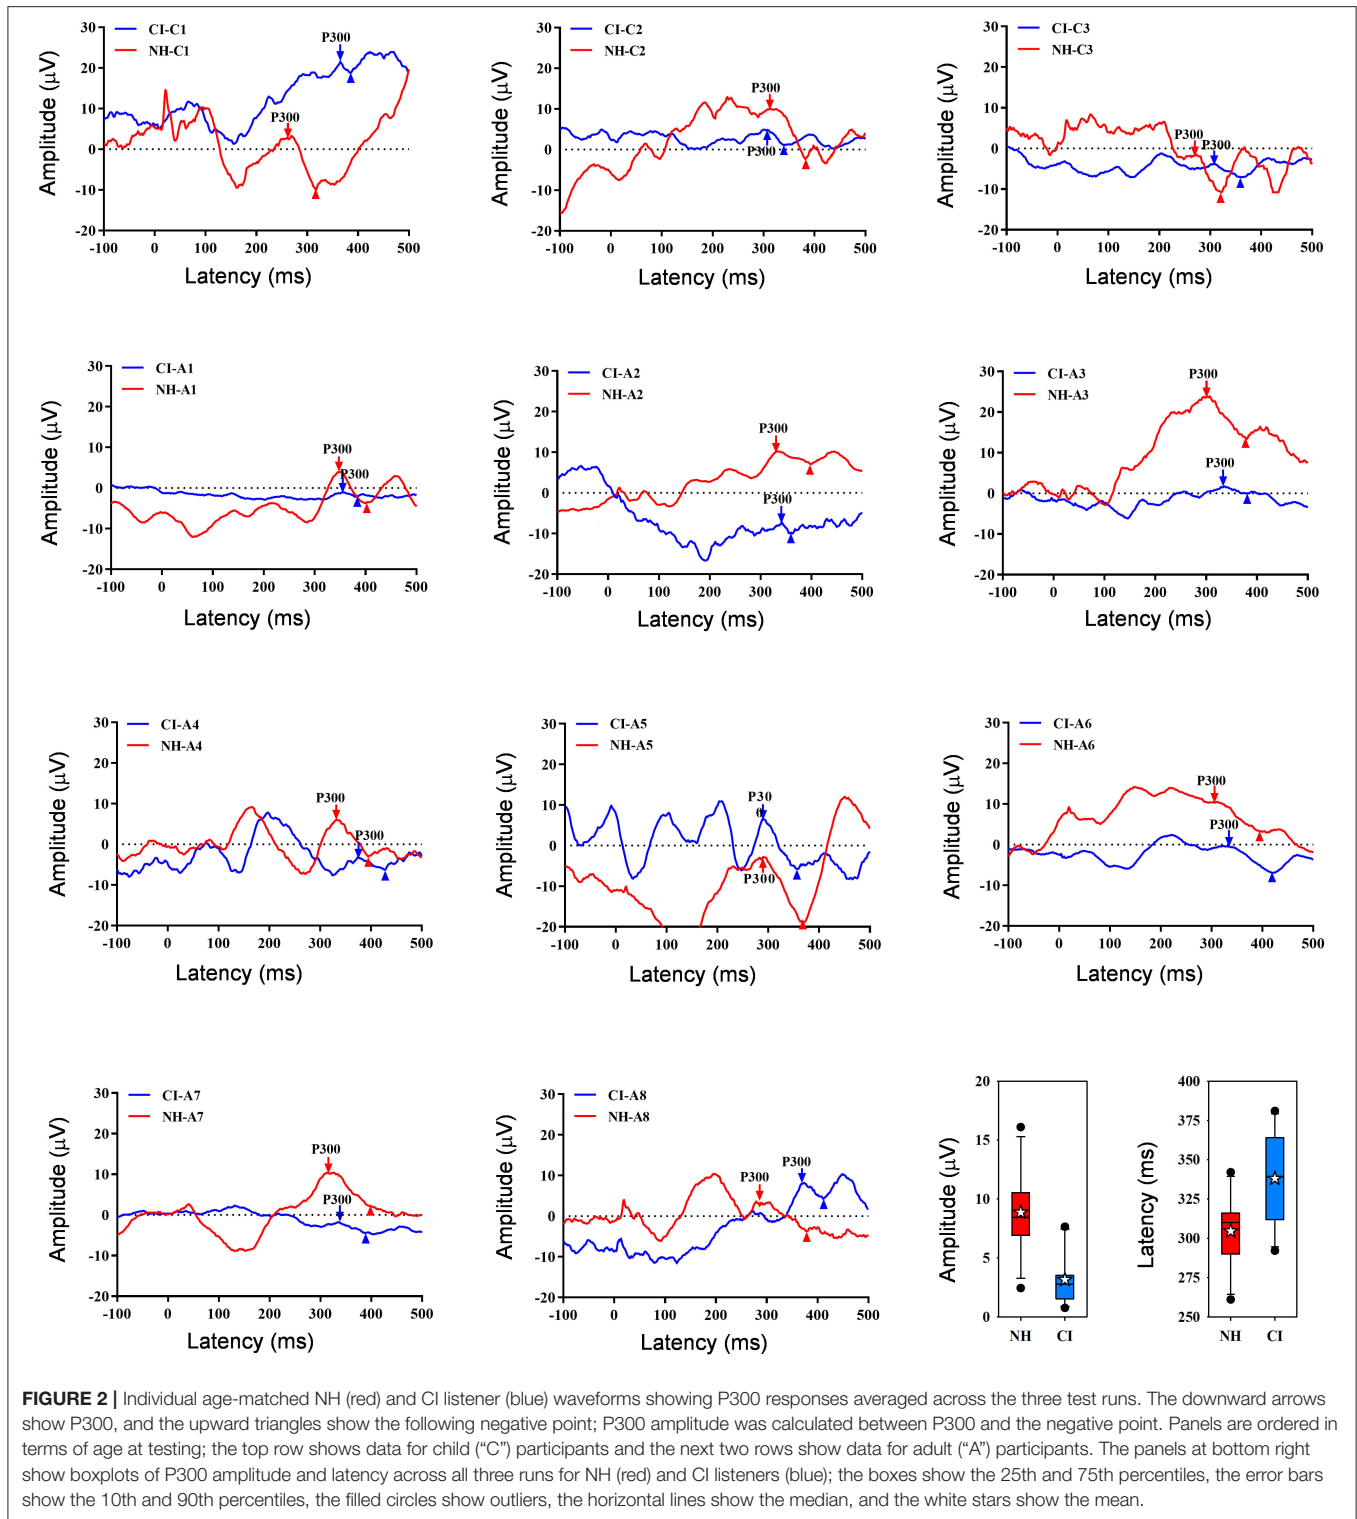 CI-C1
NH-C1
P300
P300
Amplitude (μV)
30
20
10
0
-10
-20
-100 0 100 200 300 400 500
Latency (ms)
CI-C2
NH-C2
P300
P300
Amplitude (μV)
30
20
10
0
-10
-20
-100 0 100 200 300 400 500
Latency (ms)
CI-C3
NH-C3
P300
P300
Amplitude (μV)
30
20
10
0
-10
-20
-100 0 100 200 300 400 500
Latency (ms)
CI-A1
NH-A1
P300
P300
Amplitude (μV)
30
20
10
0
-10
-20
-100 0 100 200 300 400 500
Latency (ms)
CI-A2
NH-A2
P300
P300
Amplitude (μV)
30
20
10
0
-10
-20
-100 0 100 200 300 400 500
Latency (ms)
CI-A3
NH-A3
P300
P300
Amplitude (μV)
30
20
10
0
-10
-20
-100 0 100 200 300 400 500
Latency (ms)
CI-A4
NH-A4
P300
P300
Amplitude (μV)
30
20
10
0
-10
-20
-100 0 100 200 300 400 500
Latency (ms)
CI-A5
NH-A5
P30
0
P300
Amplitude (μV)
30
20
10
0
-10
-20
-100 0 100 200 300 400 500
Latency (ms)
CI-A6
NH-A6
P300
P300
Amplitude (μV)
30
20
10
0
-10
-20
-100 0 100 200 300 400 500
Latency (ms)
CI-A7
NH-A7
P300
P300
Amplitude (μV)
30
20
10
0
-10
-20
-100 0 100 200 300 400 500
Latency (ms)
CI-A8
NH-A8
P300
P300
Amplitude (μV)
30
20
10
0
-10
-20
-100 0 100 200 300 400 500
Latency (ms)
Amplitude (μV)
20
15
10
5
0
NH CI
Latency (ms)
400
375
350
325
300
275
250
NH CI
FIGURE 2 | Individual age-matched NH (red) and CI listener (blue) waveforms showing P300 responses averaged across the three test runs. The downward arrows
show P300, and the upward triangles show the following negative point; P300 amplitude was calculated between P300 and the negative point. Panels are ordered in
terms of age at testing; the top row shows data for child (“C”) participants and the next two rows show data for adult (“A”) participants. The panels at bottom right
show boxplots of P300 amplitude and latency across all three runs for NH (red) and CI listeners (blue); the boxes show the 25th and 75th percentiles, the error bars
show the 10th and 90th percentiles, the filled circles show outliers, the horizontal lines show the median, and the white stars show the mean.